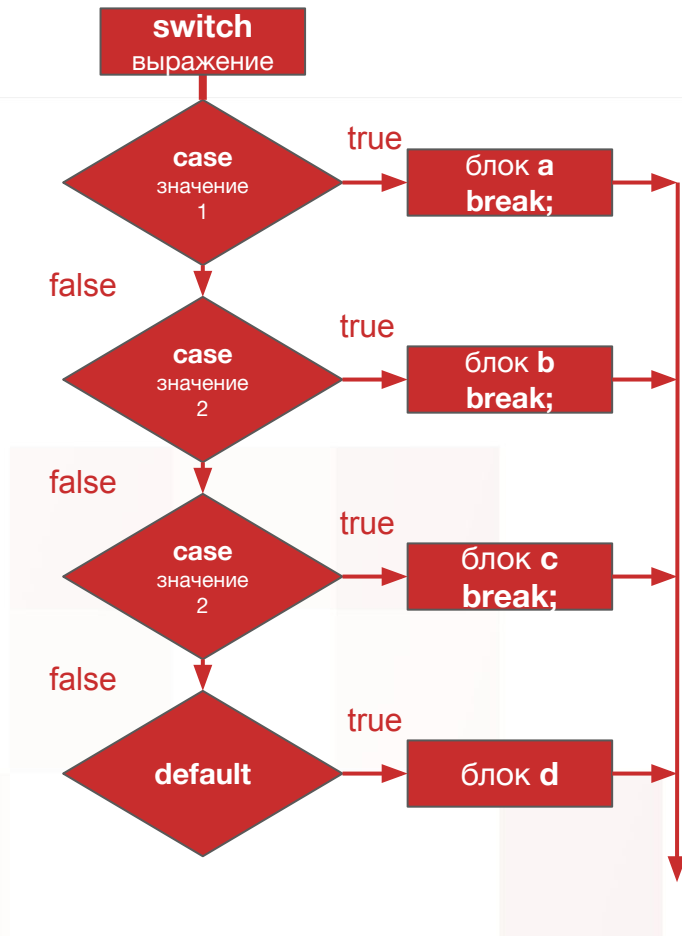 switch
выражение
true
case
значение
1
блок a
break;
false
true
case
значение
2
блок b
break;
false
true
case
значение
2
блок c
break;
false
true
default
блок d